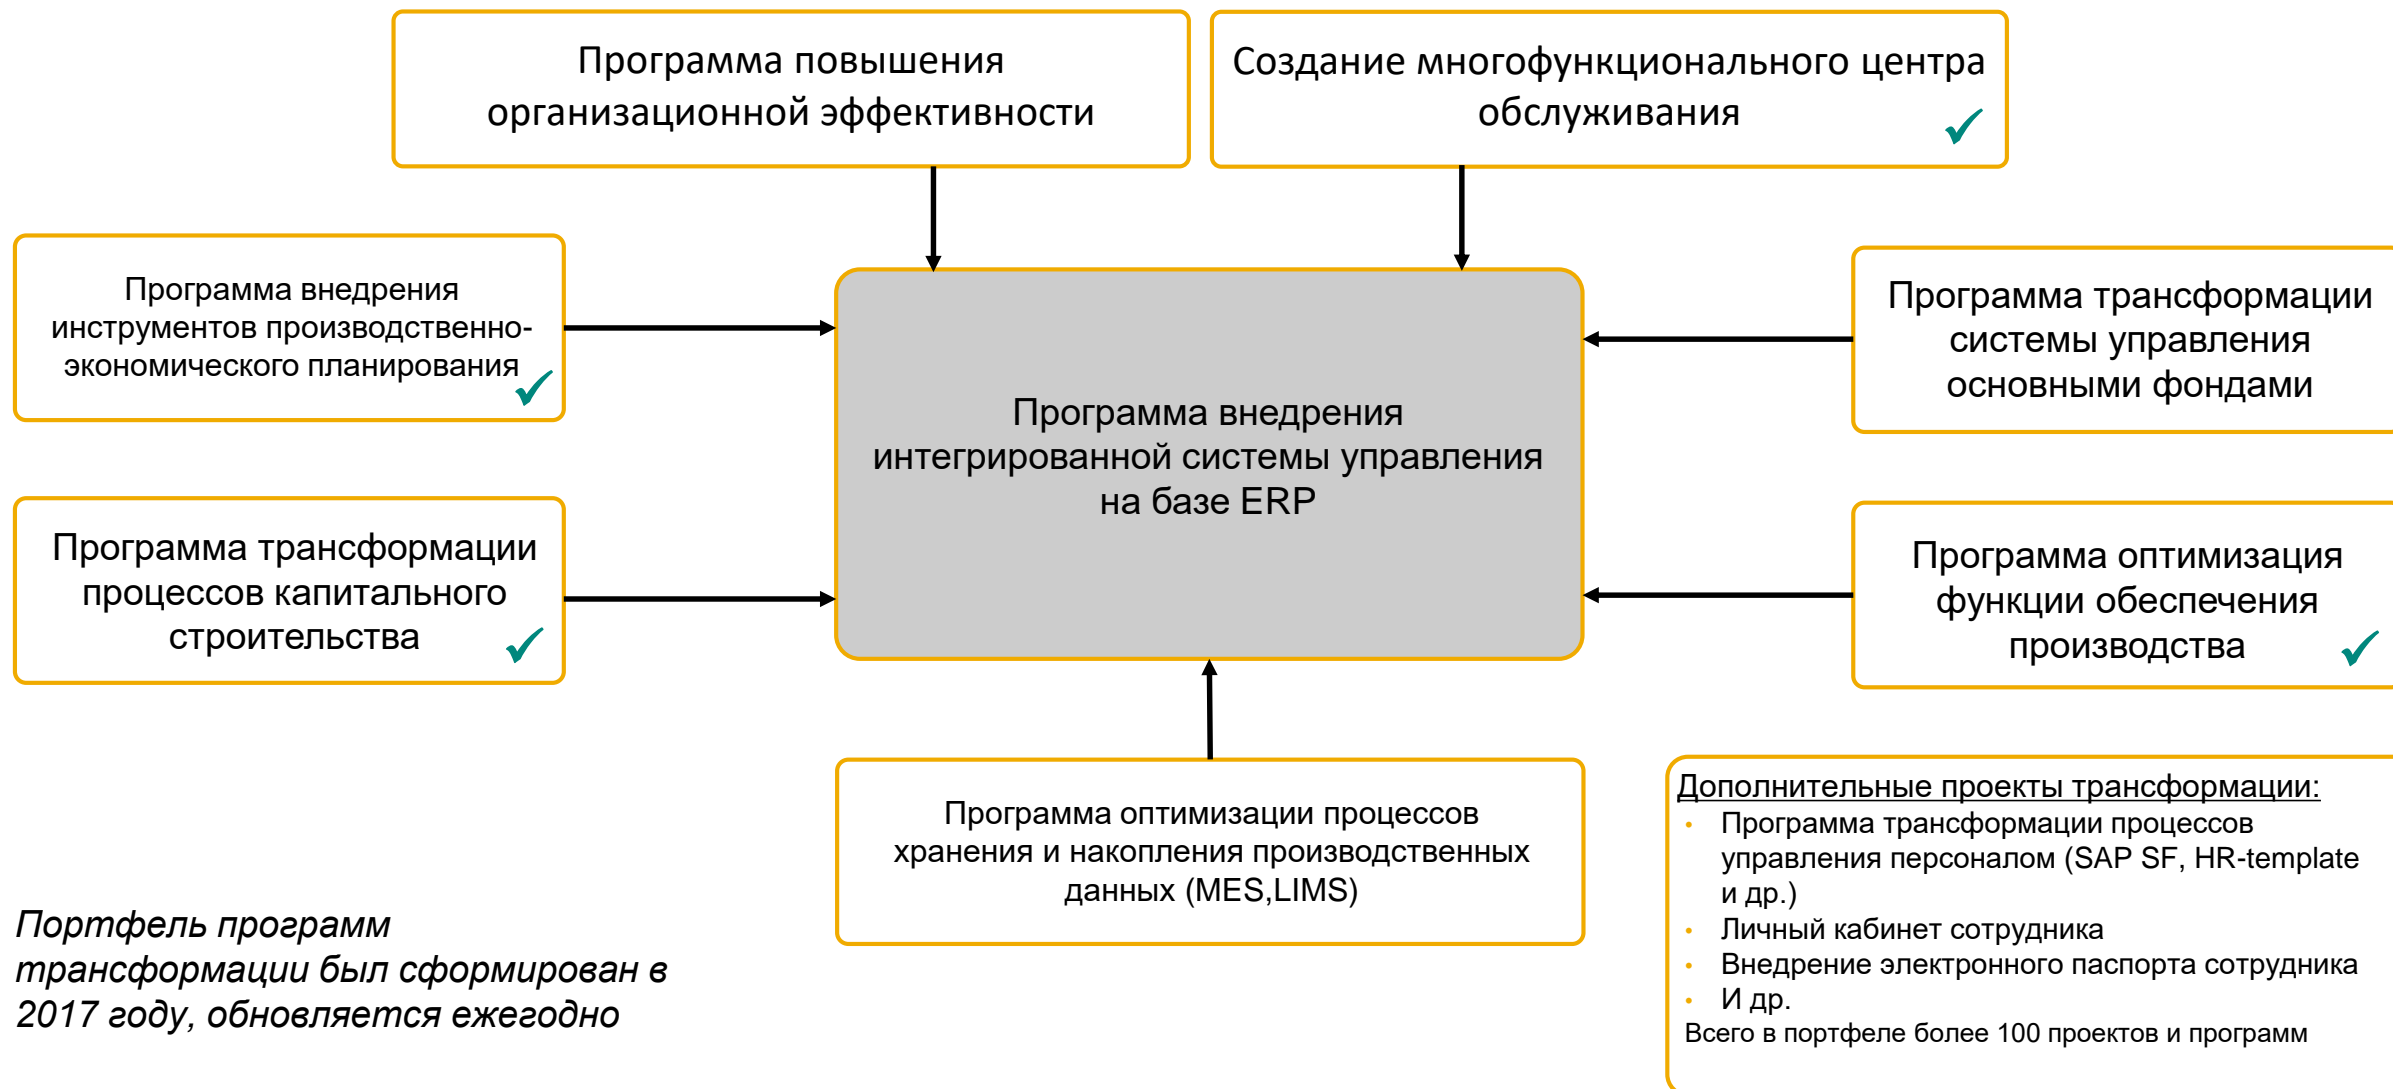 Программа повышения
организационной эффективности
Создание многофункционального центра
обслуживания
Программа внедрения
инструментов производственно-
экономического планирования
Программа трансформации
системы управления
основными фондами
Программа внедрения
интегрированной системы управления
на базе ERP
Программа трансформации
процессов капитального
строительства
Программа оптимизация
функции обеспечения
производства
Программа оптимизации процессов
хранения и накопления производственных
данных (MES,LIMS)
Дополнительные проекты трансформации:
• Программа трансформации процессов
управления персоналом (SAP SF, HR-template
и др.)
• Личный кабинет сотрудника
• Внедрение электронного паспорта сотрудника
• И др.
Всего в портфеле более 100 проектов и программ
Портфель программ
трансформации был сформирован в
2017 году, обновляется ежегодно